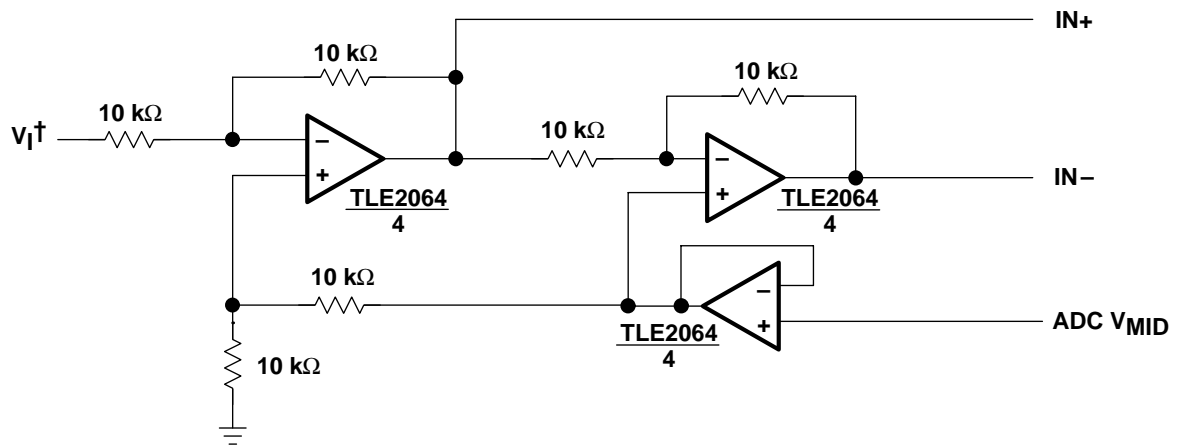 IN+
10 kΩ
10 kΩ
10 kΩ
VI†
10 kΩ
−
+
−
+
TLE2064
4
TLE2064
4
IN−
10 kΩ
−
+
TLE2064
4
ADC VMID
10 kΩ